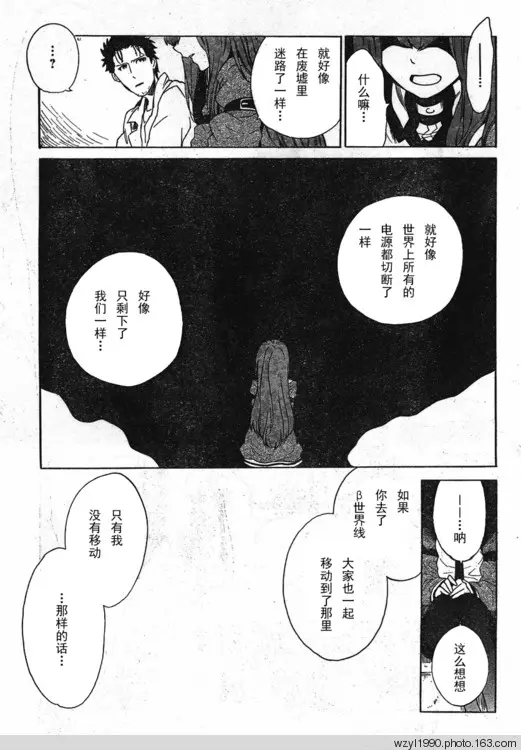 ——…
什么嘛…
就好像
在废墟里
迷路了一样…
…?
就好像
世界上所有的
电源都切断了
一样
好像
只剩下了
我们一样…
——…呐
这么想想
如果
你去了
β世界线
大家也一起
移动到了那里
只有我
没有移动
…那样的话…
wzyl1990.photo.163.com